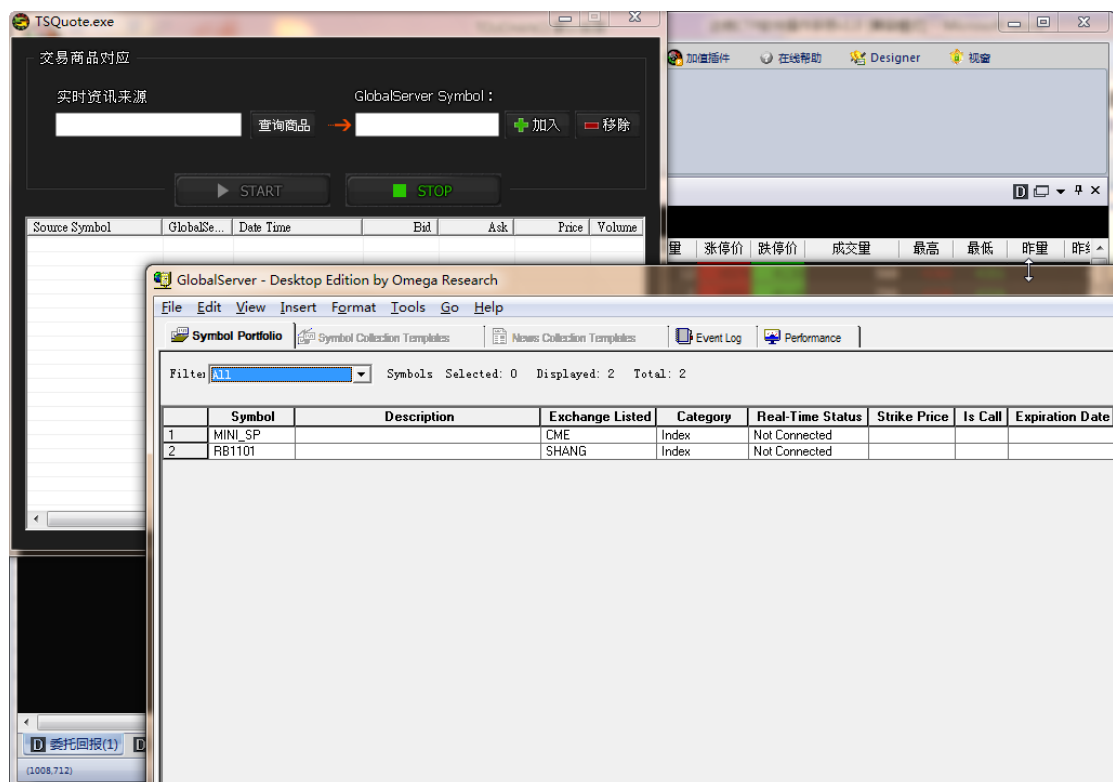 TSQuote.exe
交易商品对应
加值插件 在线帮助 Designer 视窗
实时资讯来源 GlobalServer Symbol：
查询商品 加入 移除
START STOP
Source Symbol GlobalSe... Date Time Bid Ask Price Volume
量 涨停价 跌停价 成交量 最高 最低 昨量
GlobalServer - Desktop Edition by Omega Research
File Edit View Insert Format Tools Go Help
Symbol Portfolio Symbol Collection Templates News Collection Templates Event Log Performance
All Symbols Selected: 0 Displayed: 2 Total: 2
Symbol Description Exchange Listed Category Real-Time Status Strike Price Is Call Expiration Date
1 MINI_SP CME Index Not Connected
2 RB1101 SHANG Index Not Connected
委托回报(1)
(1008,712)